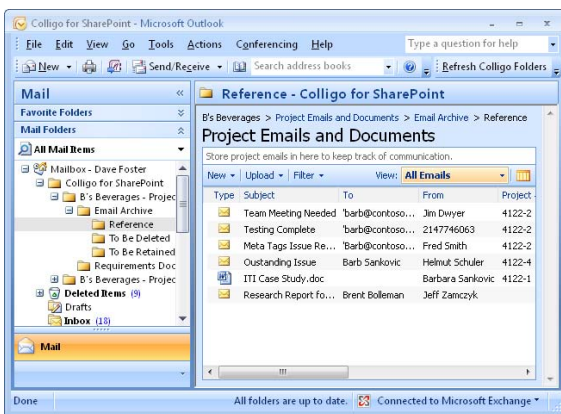 Colligo for SharePoint - Microsoft Outlook
File Edit View Go Tools Actions Conferencing Help Type a question for help
New Send/Receive Search address books Refresh Colligo Folders
Mail
Favorite Folders
Mail Folders
All Mail Items
Mailbox - Dave Foster
Colligo for SharePoint
B's Beverages - Projec
Email Archive
Reference
To Be Deleted
To Be Retained
Requirements Doc
B's Beverages - Projec
Deleted Items (9)
Drafts
Inbox (18)
Mail
Reference - Colligo for SharePoint
B's Beverages > Project Emails and Documents > Email Archive > Reference
Project Emails and Documents
Store project emails in here to keep track of communication.
New Upload Filter View: All Emails
Type Subject To From Project
Team Meeting Needed 'barb@contoso... Jim Dwyer 4122-2
Testing Complete 'barb@contoso... 2147746063 4122-2
Meta Tags Issue Re... 'Barb@contoso... Fred Smith 4122-2
Oustanding Issue Barb Sankovic Helmut Schuler 4122-4
ITI Case Study.doc Barbara Sankovic 4122-1
Research Report fo... Brent Bolleman Jeff Zamczyk
Done All folders are up to date. Connected to Microsoft Exchange